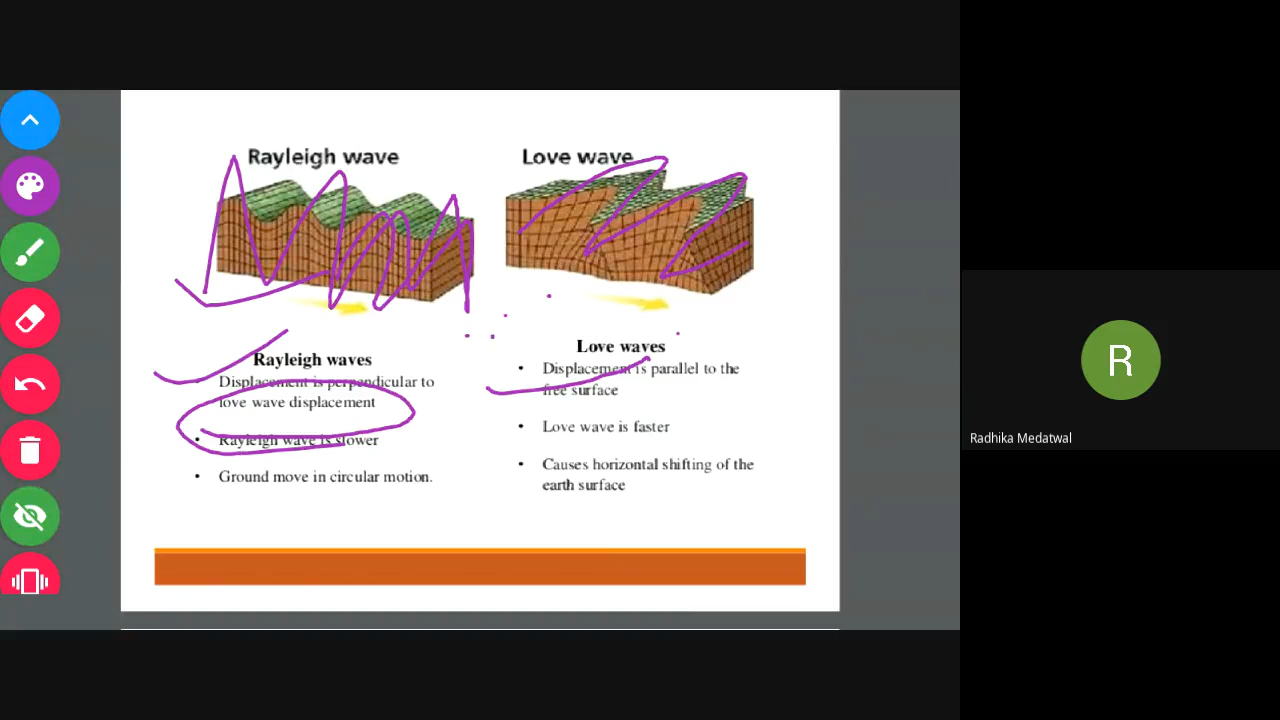 Rayleigh wave
Love wave
Rayleigh waves
Displacement is perpendicular to
love wave displacement
• Rayleigh wave is slower
• Ground move in circular motion.
Love waves
• Displacement is parallel to the
free surface
• Love wave is faster
• Causes horizontal shifting of the
earth surface
R
Radhika Medatwal